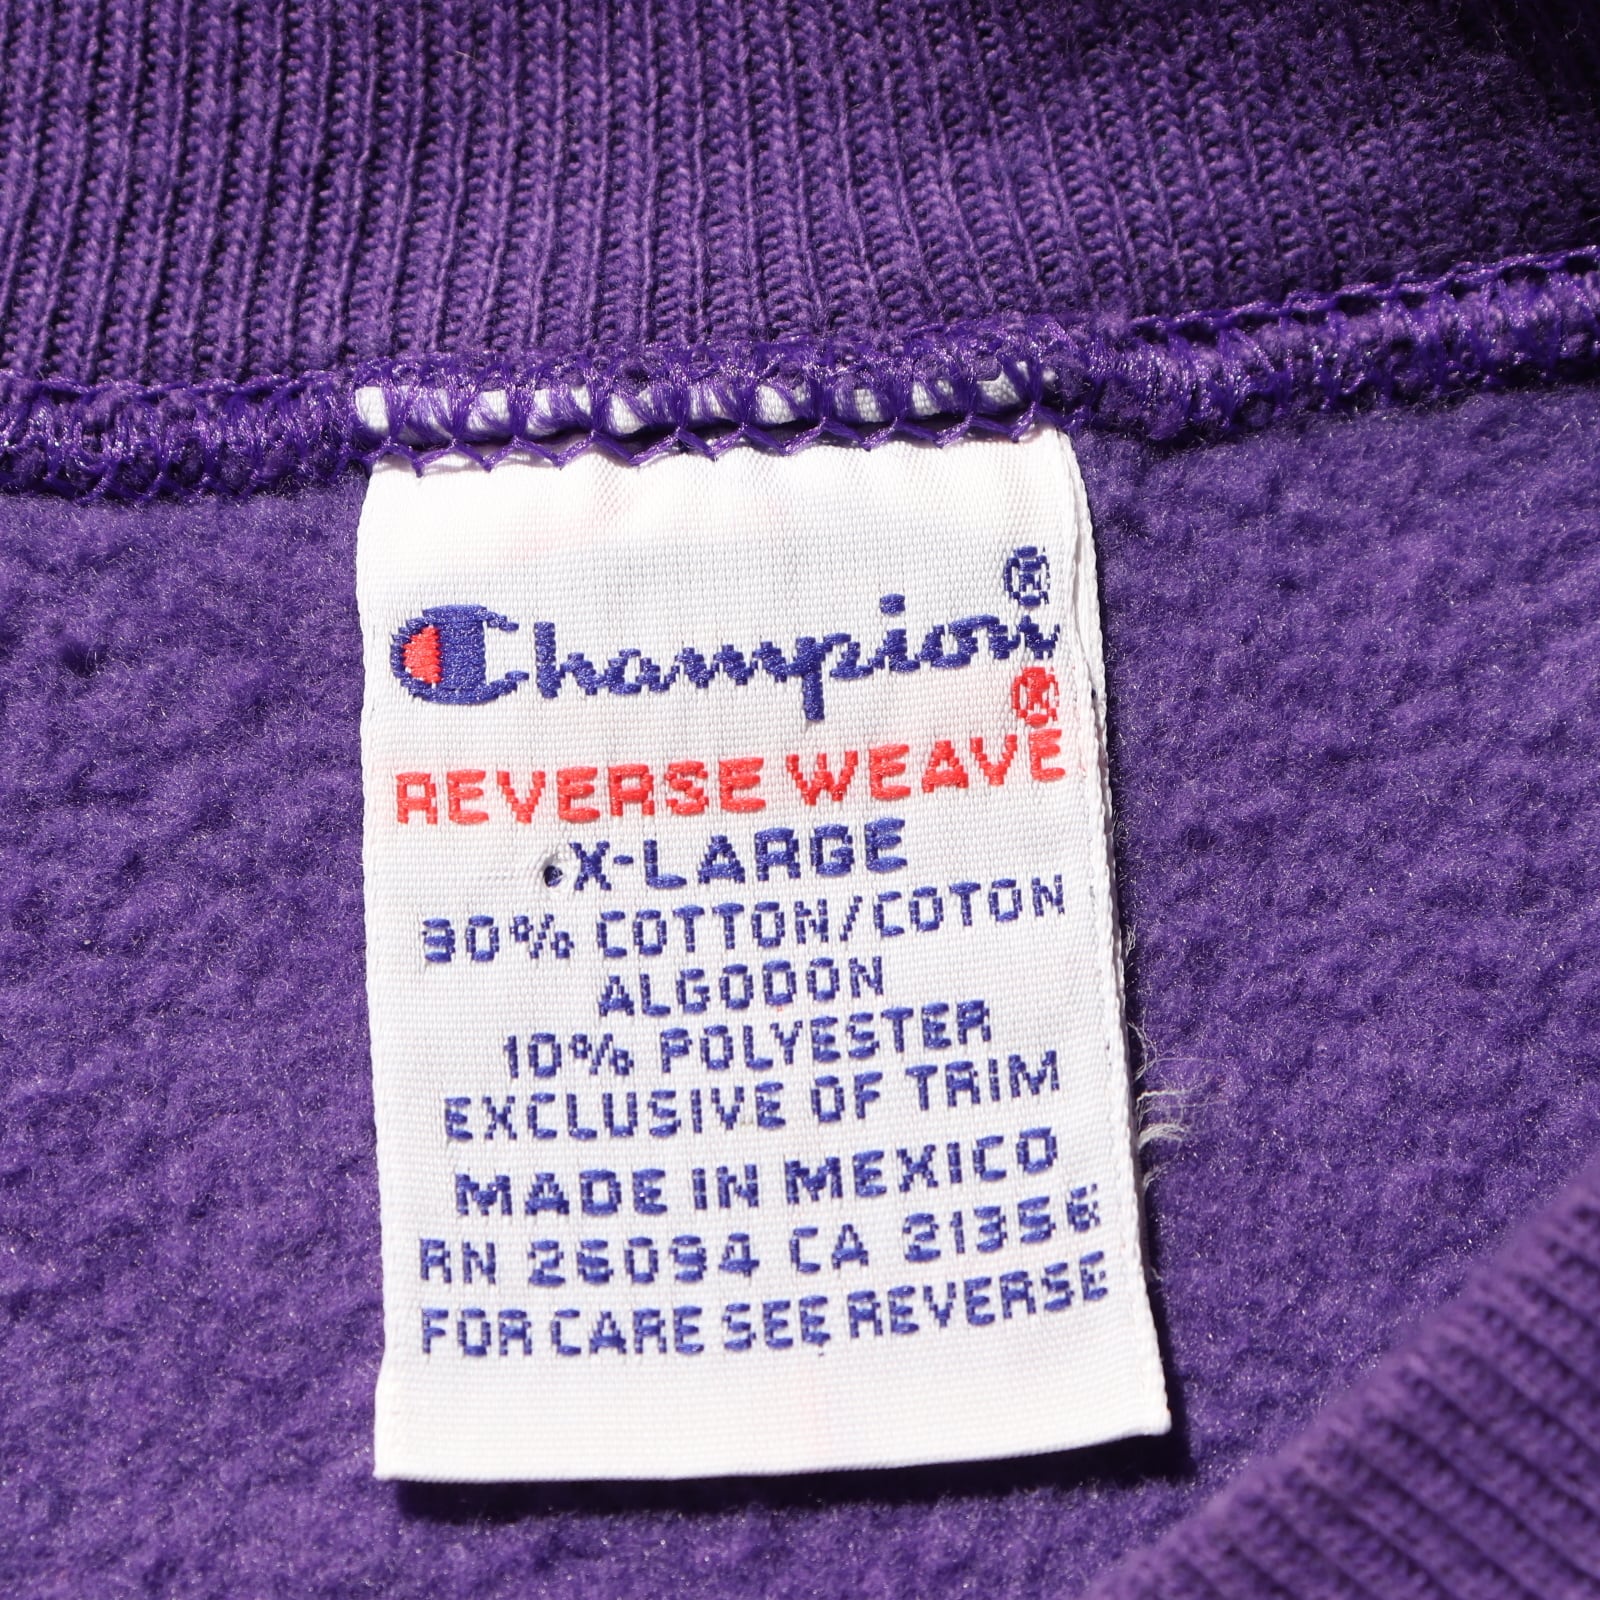 Champion®
REVERSE WEAVE®
X-LARGE
90% COTTON/COTON
ALGODON
10% POLYESTER
EXCLUSIVE OF TRIM
MADE IN MEXICO
RN 26094 CA 21356
FOR CARE SEE REVERSE